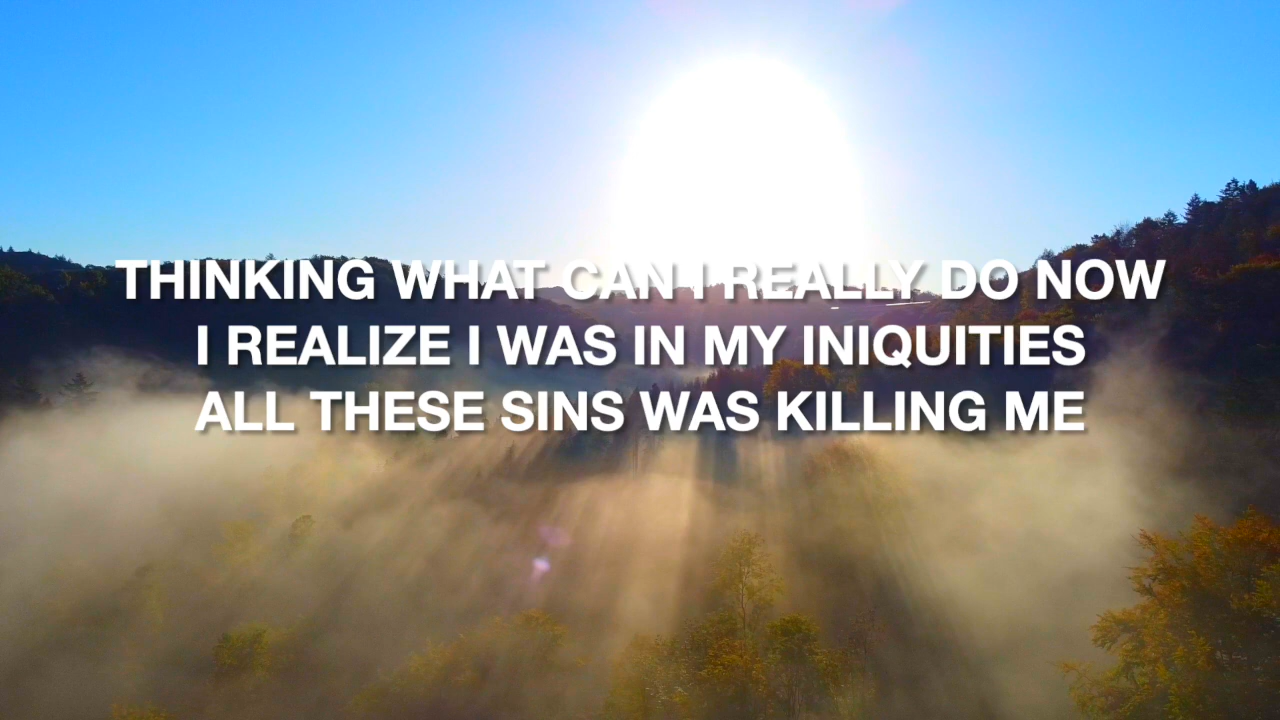 THINKING WHAT CAN I REALLY DO NOW
I REALIZE I WAS IN MY INIQUITIES
ALL THESE SINS WAS KILLING ME